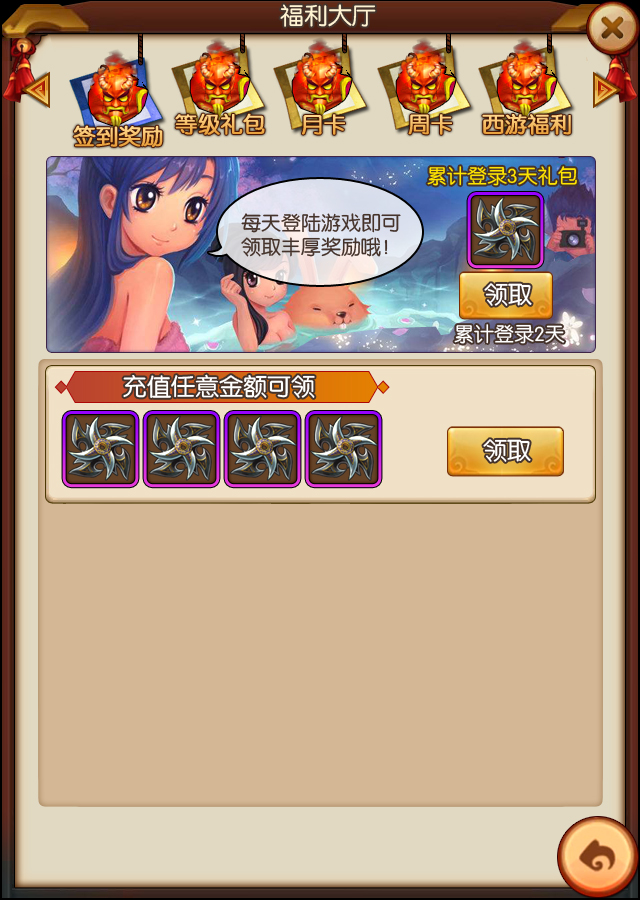 福利大厅
签到奖励
等级礼包
月卡
周卡
西游福利
累计登录3天礼包
每天登陆游戏即可
领取丰厚奖励哦！
领取
累计登录2天
充值任意金额可领
领取